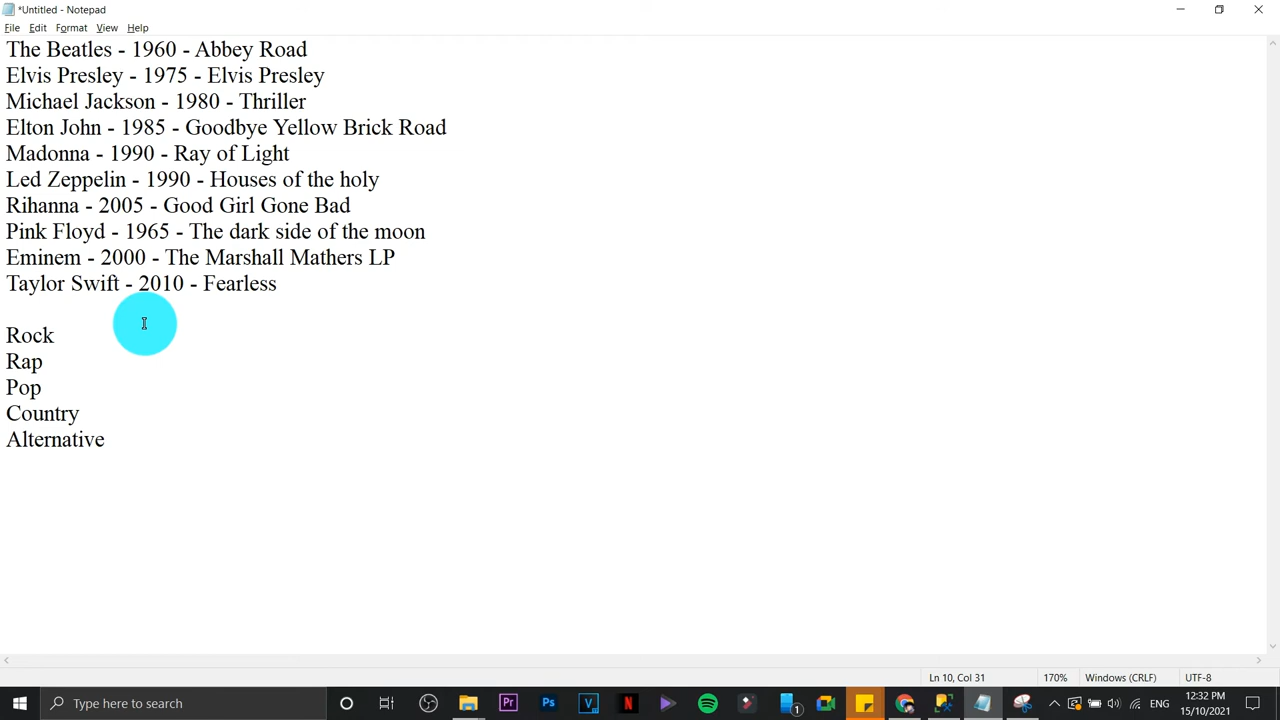 *Untitled - Notepad
File Edit Format View Help
The Beatles - 1960 - Abbey Road
Elvis Presley - 1975 - Elvis Presley
Michael Jackson - 1980 - Thriller
Elton John - 1985 - Goodbye Yellow Brick Road
Madonna - 1990 - Ray of Light
Led Zeppelin - 1990 - Houses of the holy
Rihanna - 2005 - Good Girl Gone Bad
Pink Floyd - 1965 - The dark side of the moon
Eminem - 2000 - The Marshall Mathers LP
Taylor Swift - 2010 - Fearless
Rock
Rap
Pop
Country
Alternative
Ln 10, Col 31 170% Windows (CRLF) UTF-8
Type here to search Pr Ps V N 1 ENG 12:32 PM
15/10/2021